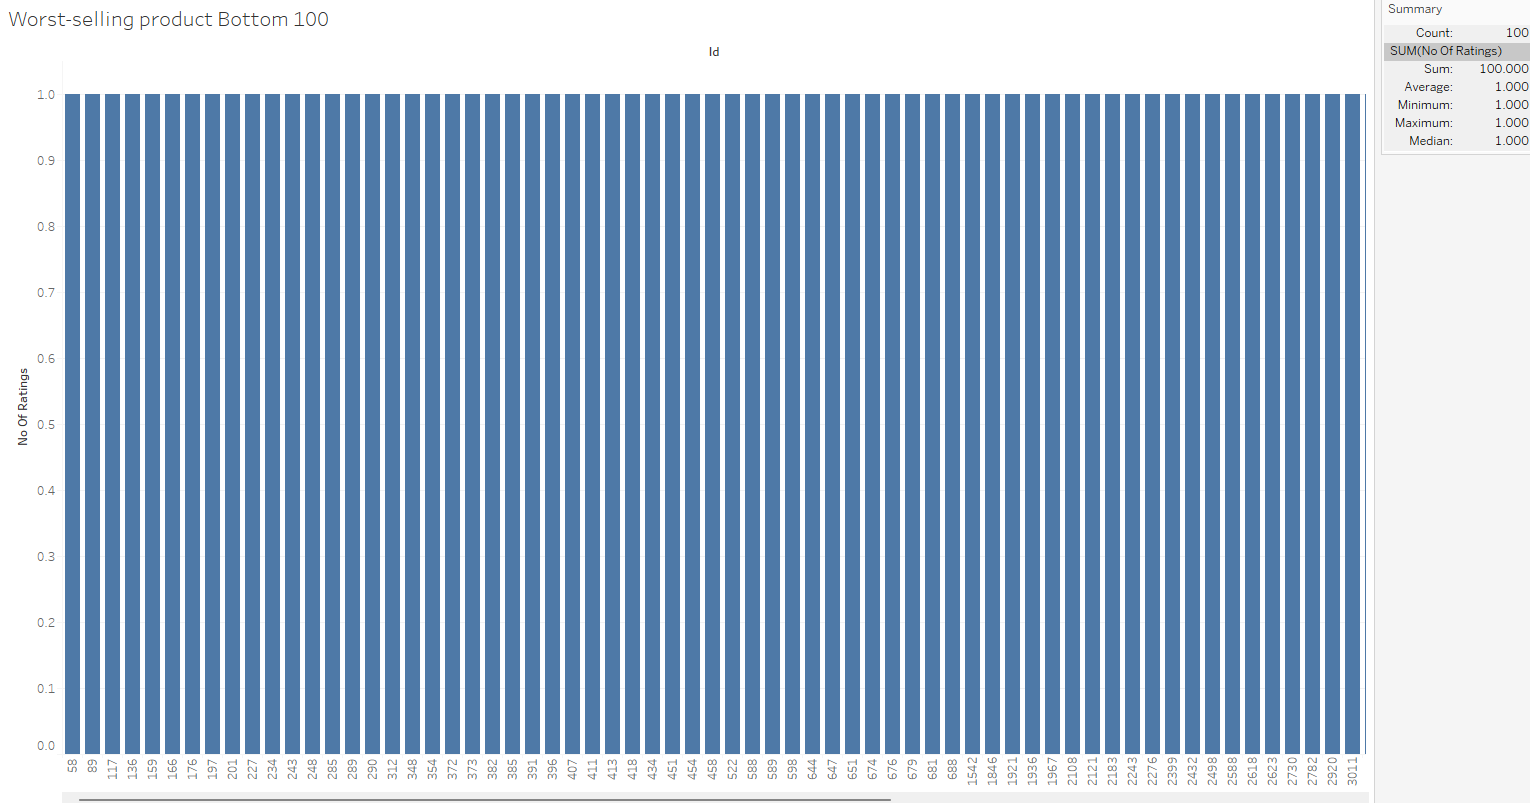 Worst-selling product Bottom 100
Id
No Of Ratings
1.0
0.9
0.8
0.7
0.6
0.5
0.4
0.3
0.2
0.1
0.0
58 89 117 136 159 166 176 197 201 227 234 243 248 285 289 290 312 348 354 372 373 382 385 391 396 407 411 413 418 434 451 454 458 522 588 589 598 644 647 651 674 676 679 681 688 1542 1846 1921 1936 1967 2108 2121 2183 2243 2276 2399 2432 2498 2588 2618 2623 2730 2782 2920 3011
Summary
Count: 100
SUM(No Of Ratings)
Sum: 100.000
Average: 1.000
Minimum: 1.000
Maximum: 1.000
Median: 1.000